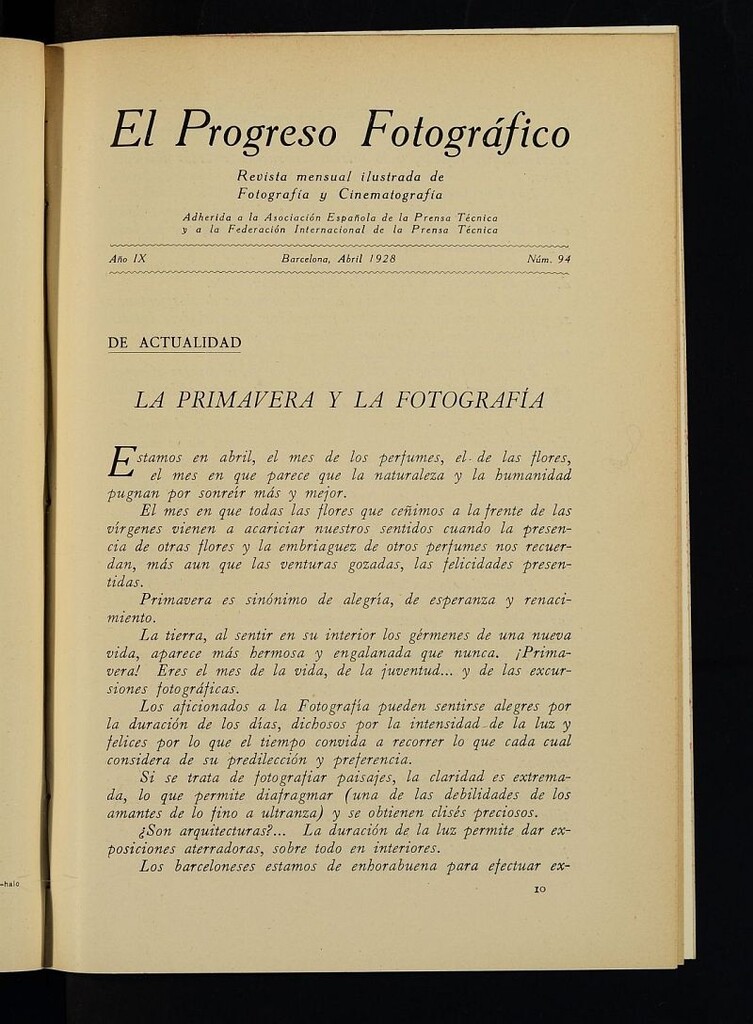 El Progreso Fotográfico
Revista mensual ilustrada de
Fotografía y Cinematografía
Adherida a la Asociación Española de la Prensa Técnica
y a la Federación Internacional de la Prensa Técnica
Año IX Barcelona, Abril 1928 Núm. 94
DE ACTUALIDAD
LA PRIMAVERA Y LA FOTOGRAFÍA
Estamos en abril, el mes de los perfumes, el de las flores,
el mes en que parece que la naturaleza y la humanidad
pugnan por sonreír más y mejor.
El mes en que todas las flores que ceñimos a la frente de las
vírgenes vienen a acariciar nuestros sentidos cuando la presen-
cia de otras flores y la embriaguez de otros perfumes nos recuer-
dan, más aun que las venturas gozadas, las felicidades presen-
tidas.
Primavera es sinónimo de alegría, de esperanza y renaci-
miento.
La tierra, al sentir en su interior los gérmenes de una nueva
vida, aparece más hermosa y engalanada que nunca. ¡Prima-
vera! Eres el mes de la vida, de la juventud... y de las excur-
siones fotográficas.
Los aficionados a la Fotografía pueden sentirse alegres por
la duración de los días, dichosos por la intensidad de la luz y
felices por lo que el tiempo convida a recorrer lo que cada cual
considera de su predilección y preferencia.
Si se trata de fotografiar paisajes, la claridad es extrema-
da, lo que permite diafragmar (una de las debilidades de los
amantes de lo fino a ultranza) y se obtienen clisés preciosos.
¿Son arquitecturas?... La duración de la luz permite dar ex-
posiciones aterradoras, sobre todo en interiores.
Los barceloneses estamos de enhorabuena para efectuar ex-
10
-halo